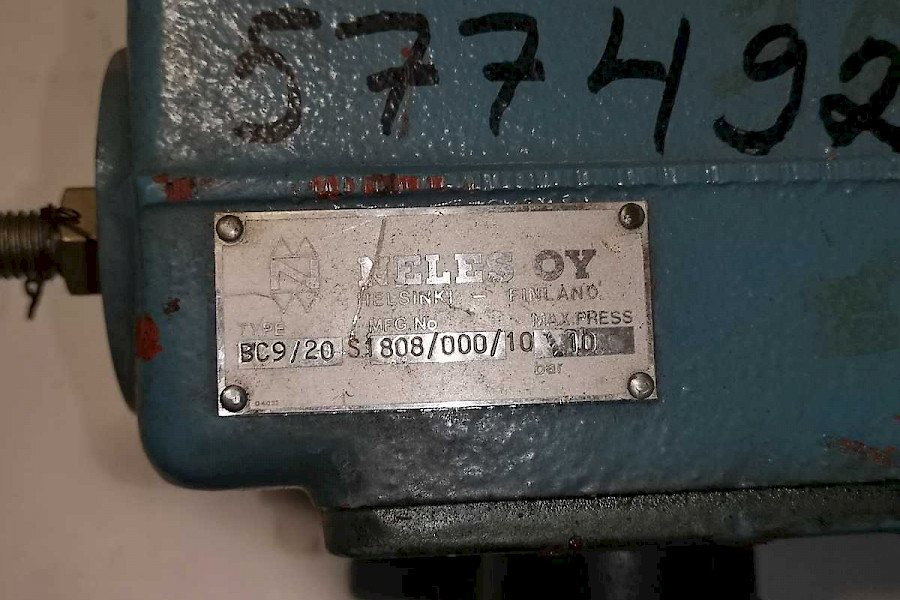 577492
NELES OY
HELSINKI - FINLAND
TYPE MFG.No MAX.PRESS
BC9/20 S1808/000/10 10
bar